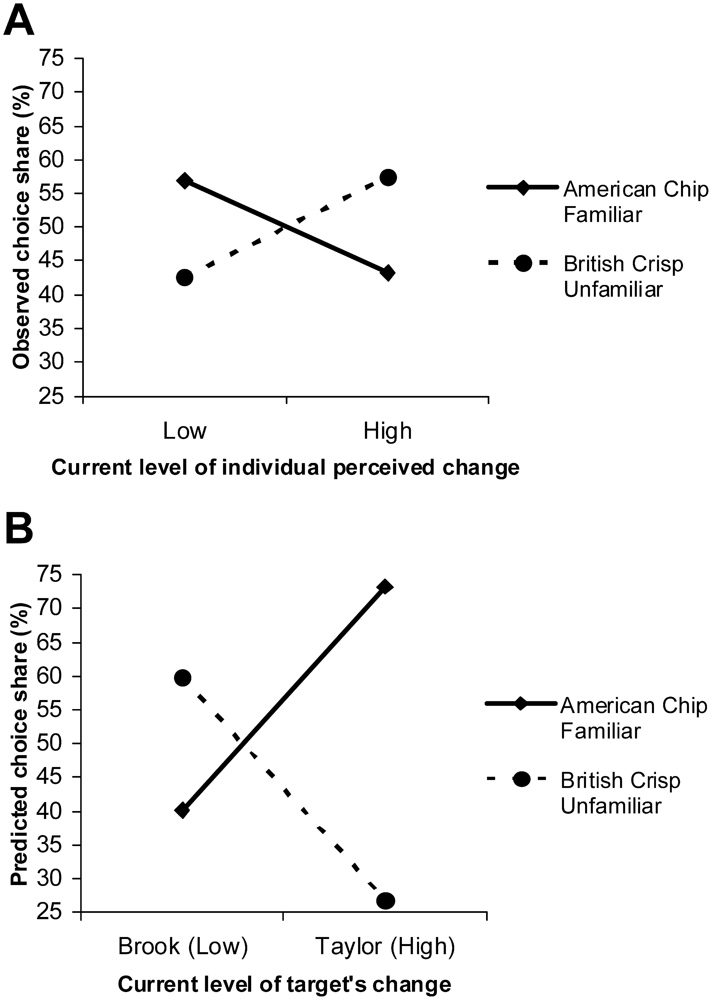 A
75
70
65
60
55
50
45
40
35
30
25
Observed choice share (%)
Low
High
Current level of individual perceived change
American Chip
Familiar
British Crisp
Unfamiliar
B
75
70
65
60
55
50
45
40
35
30
25
Predicted choice share (%)
Brook (Low)
Taylor (High)
Current level of target's change
American Chip
Familiar
British Crisp
Unfamiliar